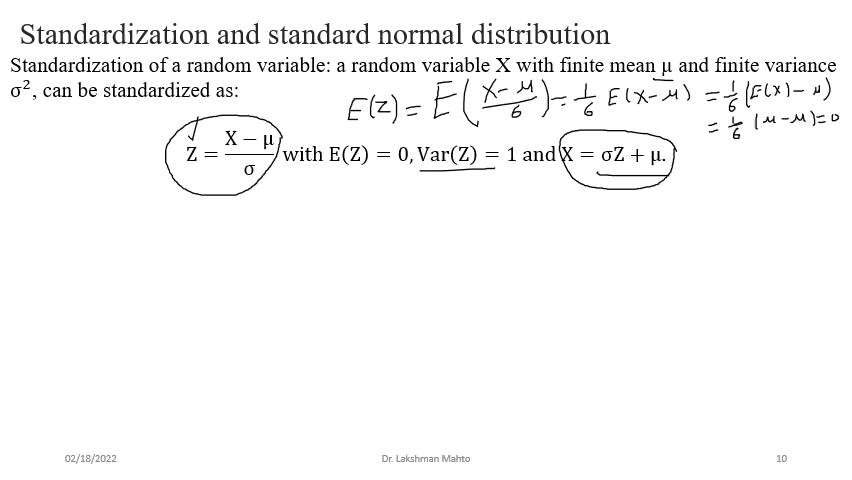 Standardization and standard normal distribution
Standardization of a random variable: a random variable X with finite mean μ and finite variance
σ², can be standardized as:
E(Z) = E( (X-μ)/σ ) = 1/σ E(X-μ) = 1/σ (E(X)-μ)
= 1/σ (μ-μ)=0
Z = (X − μ)/σ with E(Z) = 0, Var(Z) = 1 and X = σZ + μ.
02/18/2022 Dr. Lakshman Mahto 10